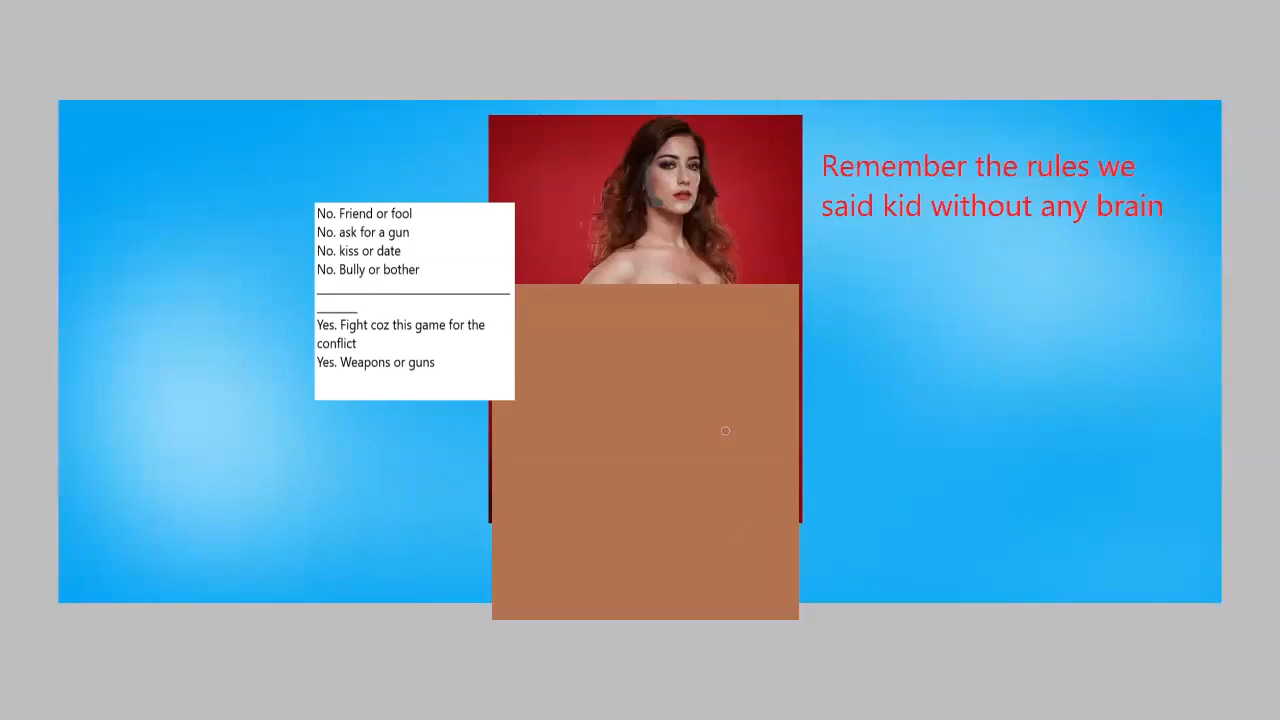 No. Friend or fool
No. ask for a gun
No. kiss or date
No. Bully or bother
Yes. Fight coz this game for the
conflict
Yes. Weapons or guns
Remember the rules we
said kid without any brain